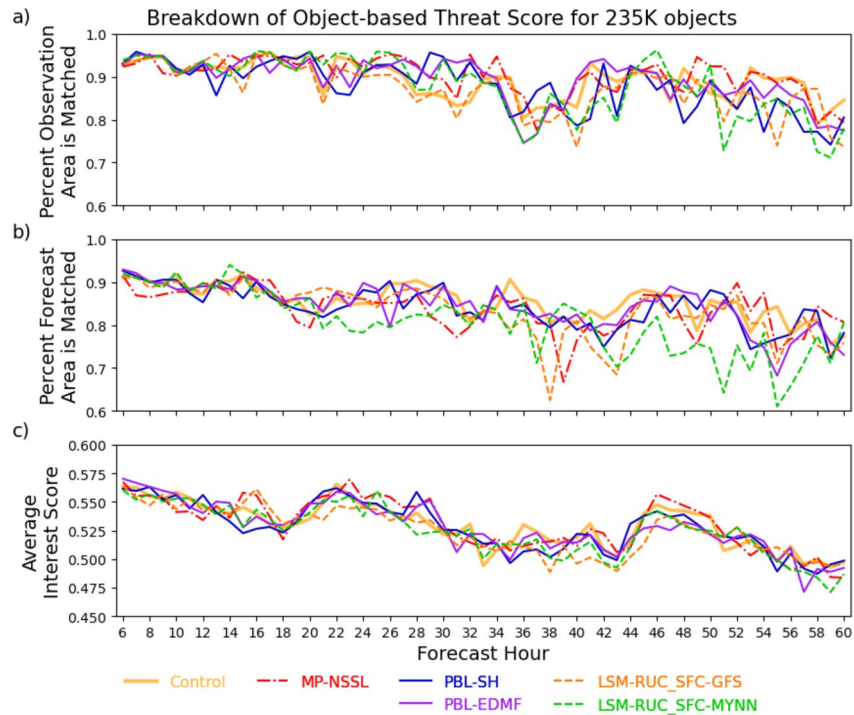 Breakdown of Object-based Threat Score for 235K objects
a)
Percent Observation
Area is Matched
1.0
0.9
0.8
0.7
0.6
b)
Percent Forecast
Area is Matched
1.0
0.9
0.8
0.7
0.6
c)
Average
Interest Score
0.600
0.575
0.550
0.525
0.500
0.475
0.450
6 8 10 12 14 16 18 20 22 24 26 28 30 32 34 36 38 40 42 44 46 48 50 52 54 56 58 60
Forecast Hour
Control MP-NSSL PBL-SH LSM-RUC_SFC-GFS
PBL-EDMF LSM-RUC_SFC-MYNN